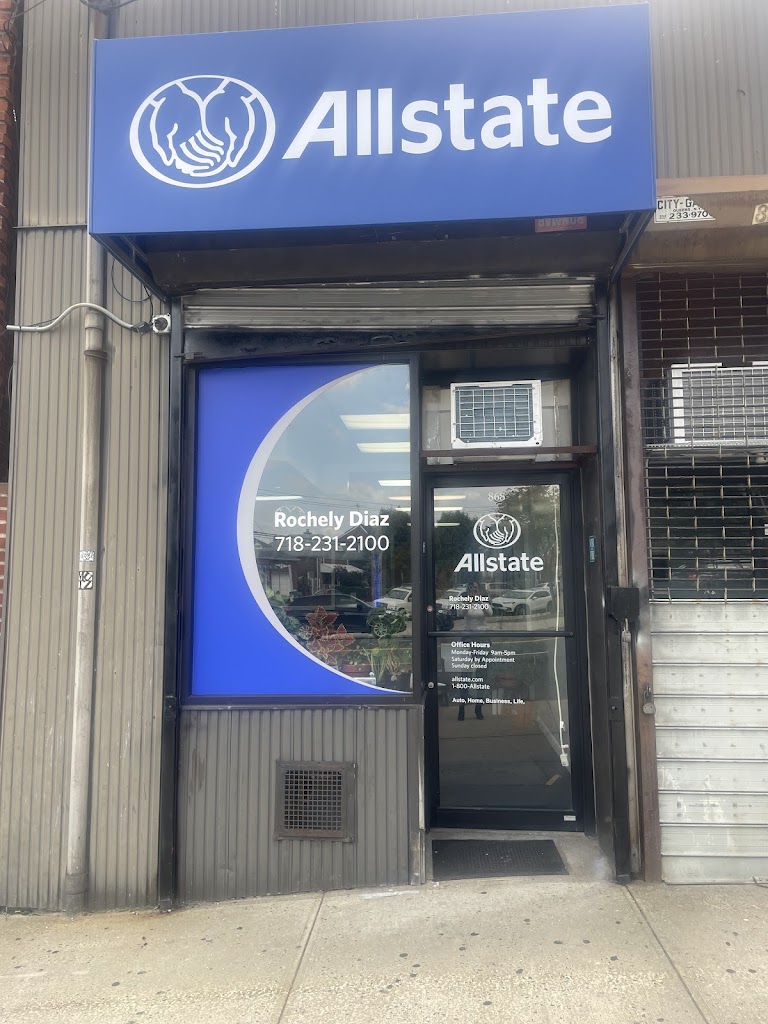 Allstate
CITY-G
233-970
Rochely Diaz
718-231-2100
868
Allstate
Rochely Diaz
718-231-2100
Office Hours
Monday-Friday 9am-5pm
Saturday by Appointment
Sunday closed
allstate.com
1-800-Allstate
Auto, Home, Business, Life,